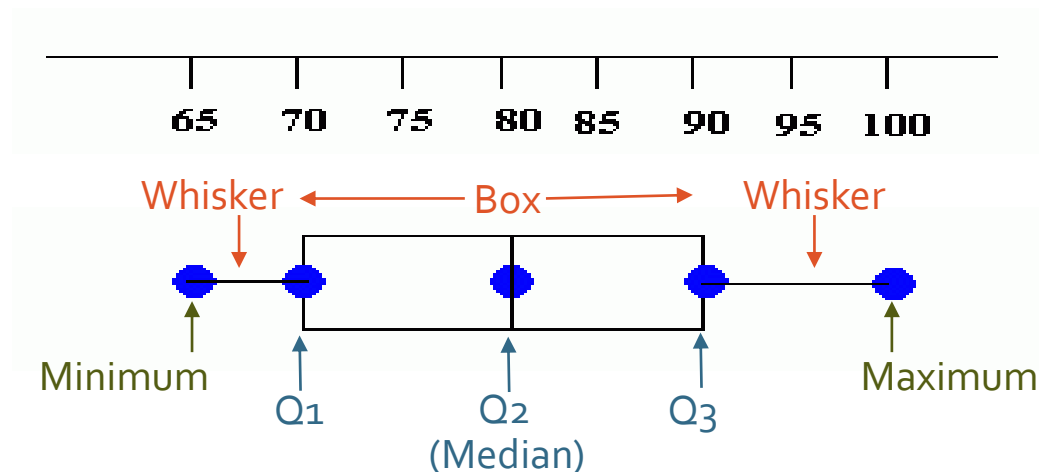 65 70 75 80 85 90 95 100
Whisker Box Whisker
Minimum Maximum
Q1 Q2 Q3
(Median)